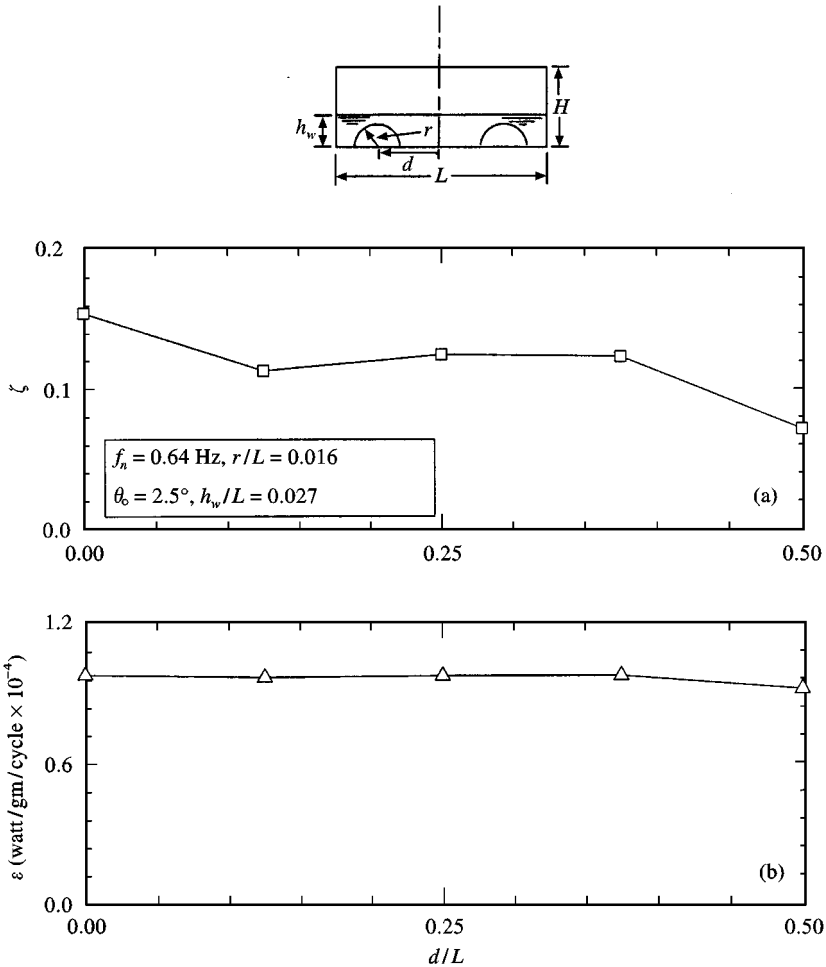 H
h_w
r
d
L
0.2
0.1
0.0
ζ
f_n = 0.64 Hz, r/L = 0.016
θ_o = 2.5°, h_w/L = 0.027
(a)
0.00 0.25 0.50
1.2
0.6
0.0
ε (watt/gm/cycle × 10⁻⁴)
(b)
0.00 0.25 0.50
d/L